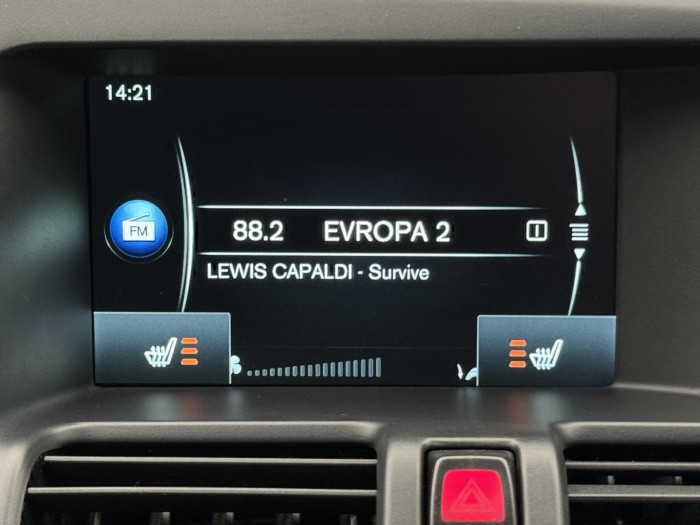 14:21
FM
88.2 EVROPA 2
LEWIS CAPALDI - Survive